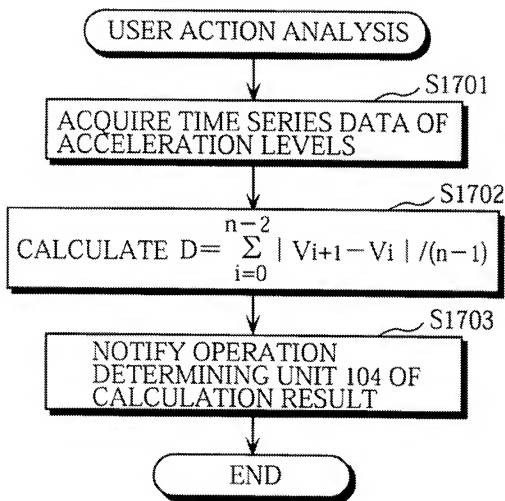 USER ACTION ANALYSIS
S1701
ACQUIRE TIME SERIES DATA OF
ACCELERATION LEVELS
S1702
n-2
CALCULATE D= Σ | Vi+1-Vi | /(n-1)
i=0
S1703
NOTIFY OPERATION
DETERMINING UNIT 104 OF
CALCULATION RESULT
END